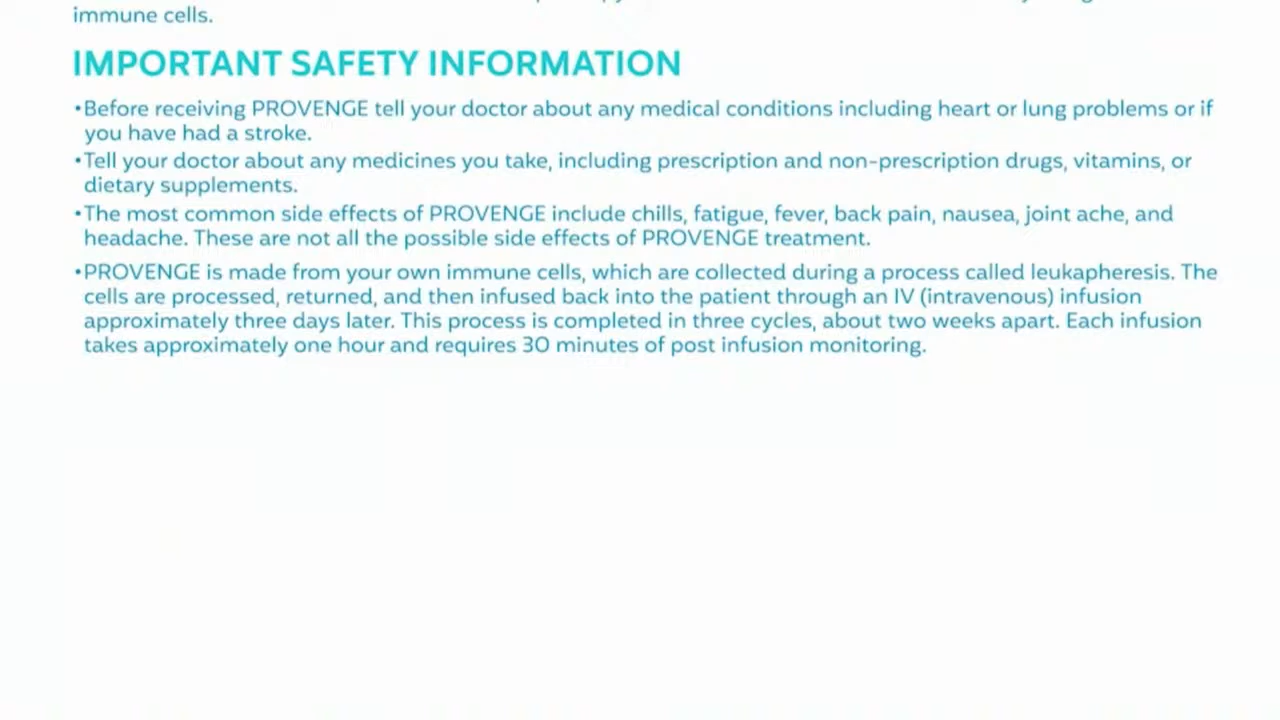 immune cells.
IMPORTANT SAFETY INFORMATION
•Before receiving PROVENGE tell your doctor about any medical conditions including heart or lung problems or if
you have had a stroke.
•Tell your doctor about any medicines you take, including prescription and non-prescription drugs, vitamins, or
dietary supplements.
•The most common side effects of PROVENGE include chills, fatigue, fever, back pain, nausea, joint ache, and
headache. These are not all the possible side effects of PROVENGE treatment.
•PROVENGE is made from your own immune cells, which are collected during a process called leukapheresis. The
cells are processed, returned, and then infused back into the patient through an IV (intravenous) infusion
approximately three days later. This process is completed in three cycles, about two weeks apart. Each infusion
takes approximately one hour and requires 30 minutes of post infusion monitoring.